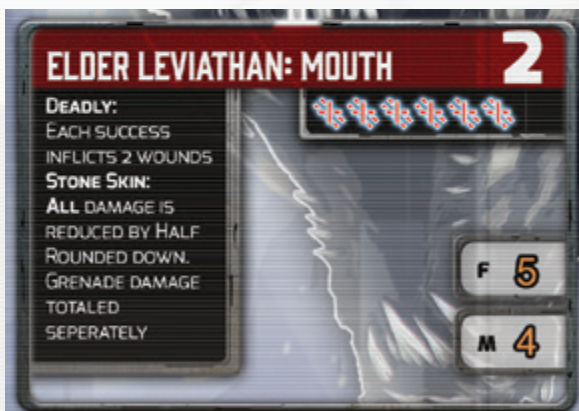 ELDER LEVIATHAN: MOUTH 2
DEADLY:
EACH SUCCESS
INFLICTS 2 WOUNDS
STONE SKIN:
ALL DAMAGE IS
REDUCED BY HALF
ROUNDED DOWN.
GRENADE DAMAGE
TOTALED
SEPERATELY
F 5
M 4